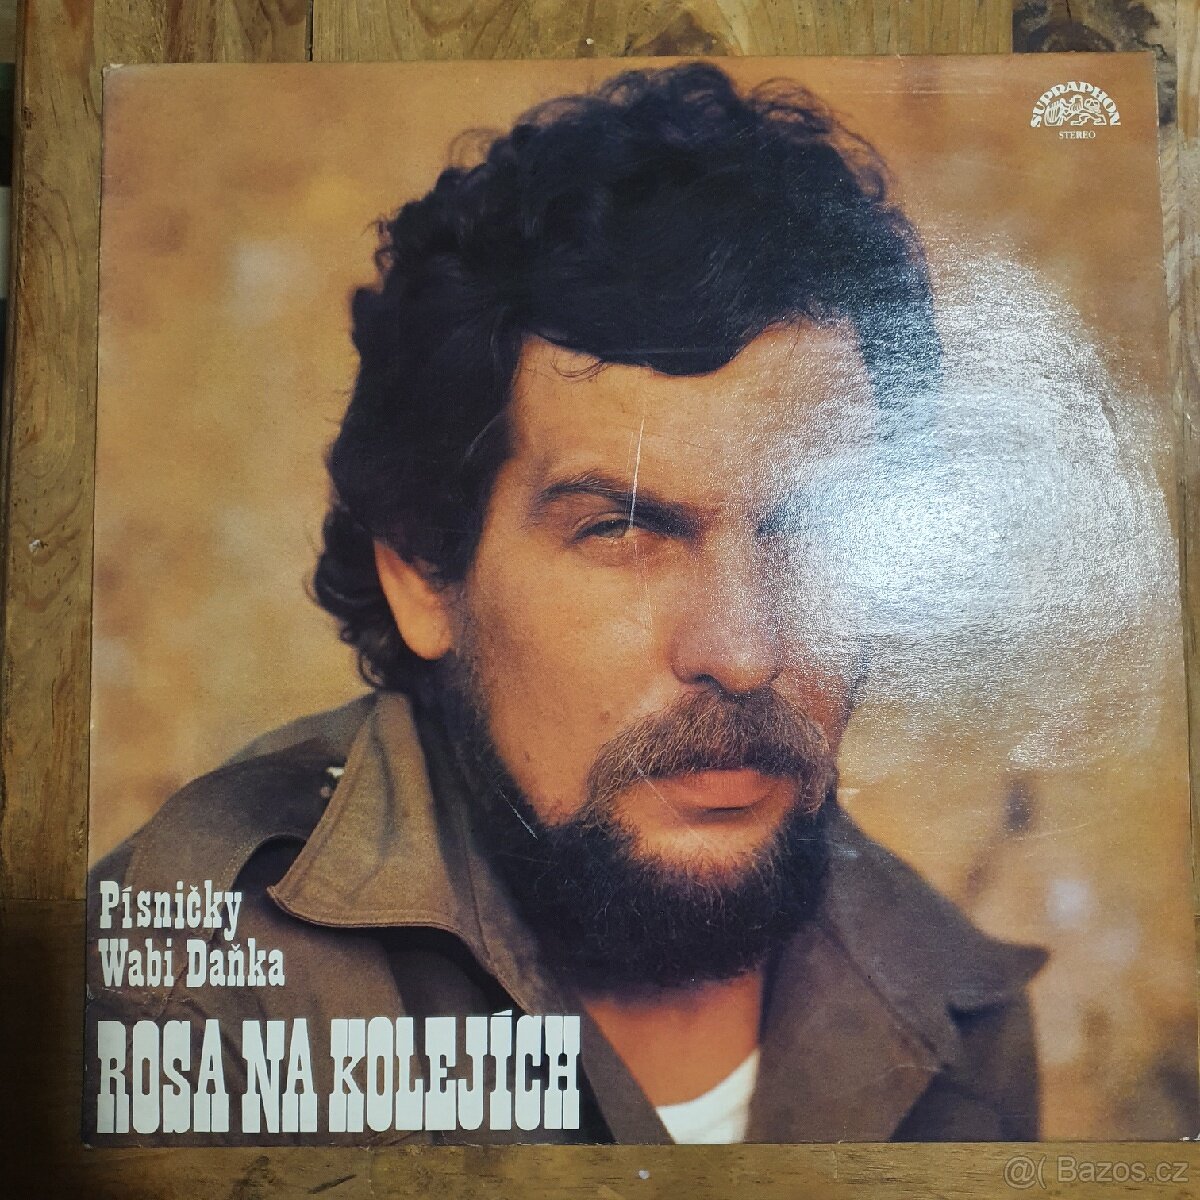 SUPRAPHON
STEREO
Písničky
Wabi Daňka
ROSA NA KOLEJÍCH
@( Bazos.cz